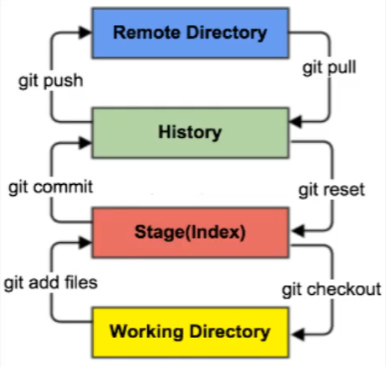 Remote Directory
git push
git pull
History
git commit
git reset
Stage(Index)
git add files
git checkout
Working Directory